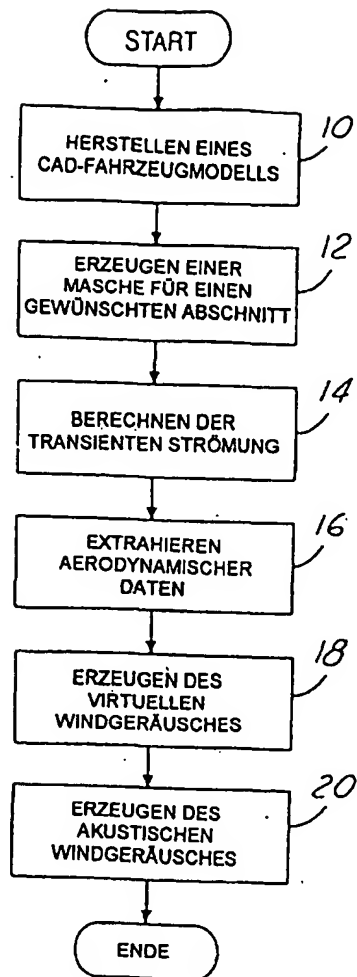 START
HERSTELLEN EINES
CAD-FAHRZEUGMODELLS
10
ERZEUGEN EINER
MASCHE FÜR EINEN
GEWÜNSCHTEN ABSCHNITT
12
BERECHNEN DER
TRANSIENTEN STRÖMUNG
14
EXTRAHIEREN
AERODYNAMISCHER
DATEN
16
ERZEUGEN DES
VIRTUELLEN
WINDGERÄUSCHES
18
ERZEUGEN DES
AKUSTISCHEN
WINDGERÄUSCHES
20
ENDE